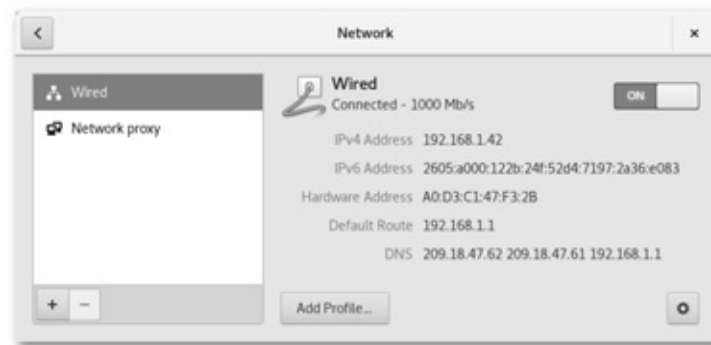 Network
Wired
Network proxy
Wired
Connected - 1000 Mb/s
ON
IPv4 Address 192.168.1.42
IPv6 Address 2605:a000:122b:24f:52d4:7197:2a36:e083
Hardware Address A0:D3:C1:47:F3:2B
Default Route 192.168.1.1
DNS 209.18.47.62 209.18.47.61 192.168.1.1
Add Profile...